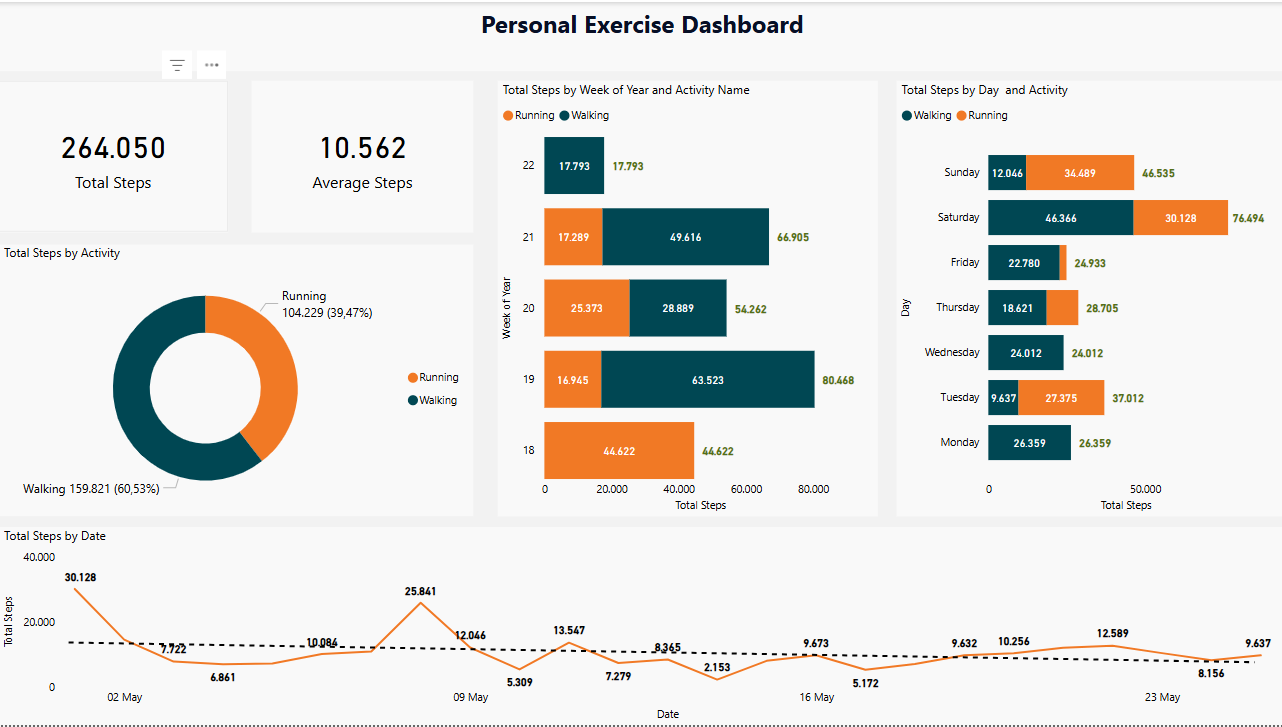 Personal Exercise Dashboard
264.050
Total Steps
10.562
Average Steps
Total Steps by Activity
Running
104.229 (39,47%)
Walking 159.821 (60,53%)
Running
Walking
Total Steps by Week of Year and Activity Name
Running Walking
Week of Year
22 17.793 17.793
21 17.289 49.616 66.905
20 25.373 28.889 54.262
19 16.945 63.523 80.468
18 44.622 44.622
0 20.000 40.000 60.000 80.000
Total Steps
Total Steps by Day and Activity
Walking Running
Day
Sunday 12.046 34.489 46.535
Saturday 46.366 30.128 76.494
Friday 22.780 24.933
Thursday 18.621 28.705
Wednesday 24.012 24.012
Tuesday 9.637 27.375 37.012
Monday 26.359 26.359
0 50.000
Total Steps
Total Steps by Date
Total Steps
40.000
20.000
0
30.128
7.722
6.861
10.084
25.841
12.046
5.309
13.547
7.279
8.365
2.153
9.673
5.172
9.632
10.256
12.589
8.156
9.637
02 May 09 May 16 May 23 May
Date